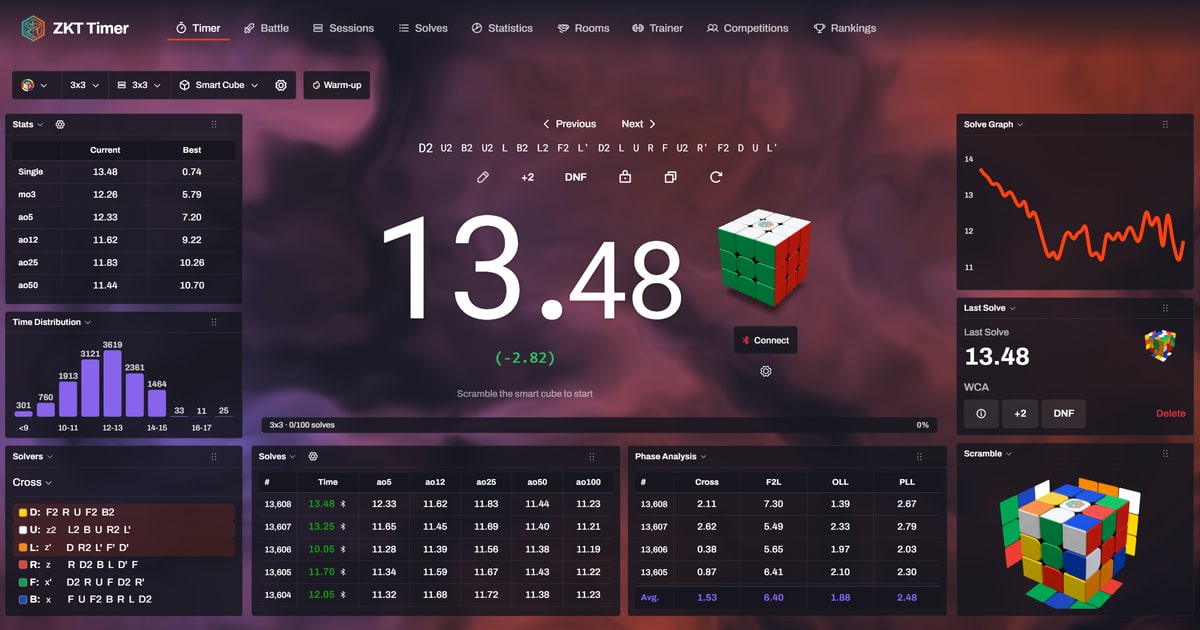 ZKT Timer
Timer Battle Sessions Solves Statistics Rooms Trainer Competitions Rankings
3x3 3x3 Smart Cube Warm-up
Stats
Current Best
Single 13.48 0.74
mo3 12.26 5.79
ao5 12.33 7.20
ao12 11.62 9.22
ao25 11.83 10.26
ao50 11.44 10.70
Time Distribution
301 760 1913 3121 3619 2361 1464 33 11 25
<9 10-11 12-13 14-15 16-17
Solvers
Cross
D: F2 R U F2 B2
U: z2 L2 B U R2 L'
L: z' D R2 L' F' D'
R: z R D2 B L D' F
F: x' D2 R U F D2 R'
B: x F U F2 B R L D2
Previous Next
D2 U2 B2 U2 L B2 L2 F2 L' D2 L U R F U2 R' F2 D U L'
+2 DNF
13.48
(-2.82)
Scramble the smart cube to start
Connect
3x3 · 0/100 solves 0%
Solves
# Time ao5 ao12 ao25 ao50 ao100
13,608 13.48 12.33 11.62 11.83 11.44 11.23
13,607 13.25 11.65 11.45 11.69 11.40 11.21
13,606 10.05 11.28 11.39 11.56 11.38 11.19
13,605 11.70 11.34 11.59 11.67 11.43 11.22
13,604 12.05 11.32 11.68 11.72 11.38 11.23
Phase Analysis
# Cross F2L OLL PLL
13,608 2.11 7.30 1.39 2.67
13,607 2.62 5.49 2.33 2.79
13,606 0.38 5.65 1.97 2.03
13,605 0.87 6.41 2.10 2.30
Avg. 1.53 6.40 1.88 2.48
Solve Graph
14
13
12
11
Last Solve
Last Solve
13.48
WCA
+2 DNF Delete
Scramble